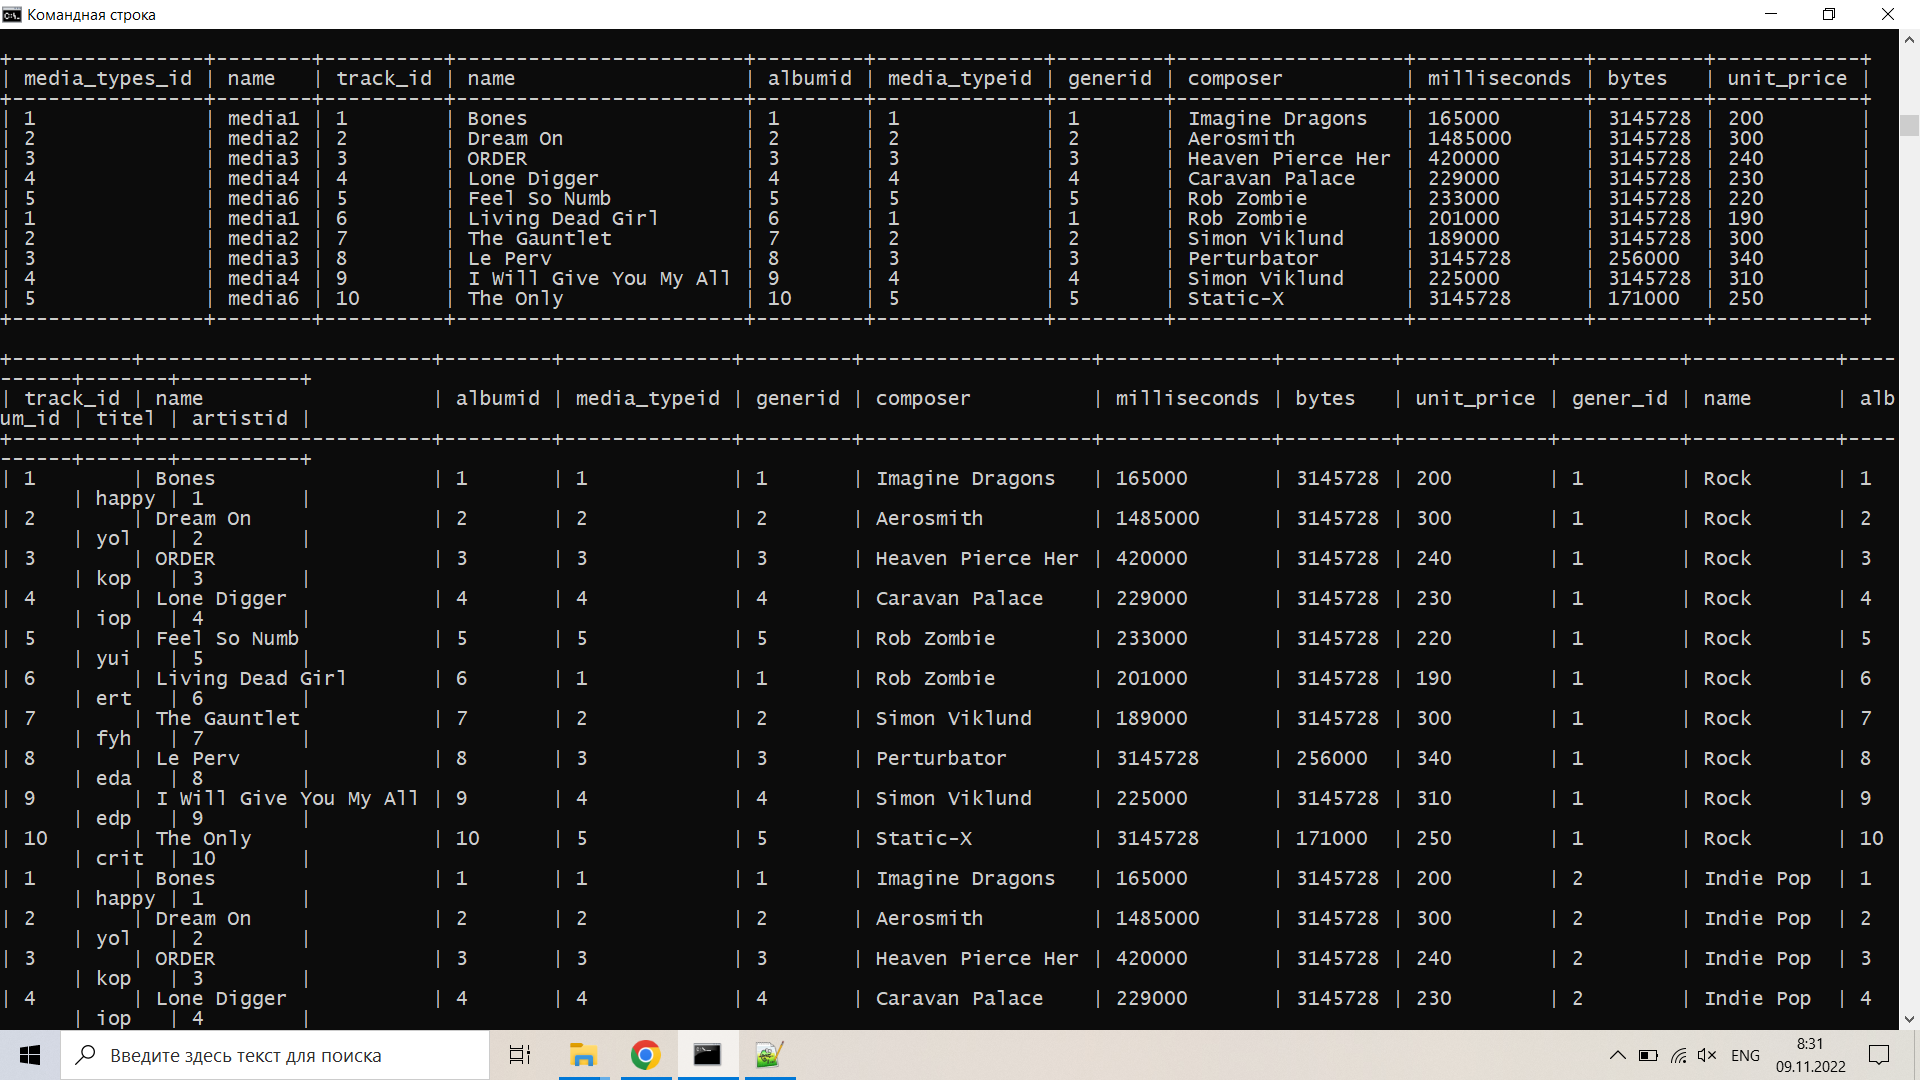 Командная строка
+-----------------+--------+----------+-------------------------+---------+--------------+---------+-------------------+--------------+---------+------------+
| media_types_id | name | track_id | name | albumid | media_typeid | generid | composer | milliseconds | bytes | unit_price |
+-----------------+--------+----------+-------------------------+---------+--------------+---------+-------------------+--------------+---------+------------+
| 1 | media1 | 1 | Bones | 1 | 1 | 1 | Imagine Dragons | 165000 | 3145728 | 200 |
| 2 | media2 | 2 | Dream On | 2 | 2 | 2 | Aerosmith | 1485000 | 3145728 | 300 |
| 3 | media3 | 3 | ORDER | 3 | 3 | 3 | Heaven Pierce Her | 420000 | 3145728 | 240 |
| 4 | media4 | 4 | Lone Digger | 4 | 4 | 4 | Caravan Palace | 229000 | 3145728 | 230 |
| 5 | media6 | 5 | Feel So Numb | 5 | 5 | 5 | Rob Zombie | 233000 | 3145728 | 220 |
| 1 | media1 | 6 | Living Dead Girl | 6 | 1 | 1 | Rob Zombie | 201000 | 3145728 | 190 |
| 2 | media2 | 7 | The Gauntlet | 7 | 2 | 2 | Simon Viklund | 189000 | 3145728 | 300 |
| 3 | media3 | 8 | Le Perv | 8 | 3 | 3 | Perturbator | 3145728 | 256000 | 340 |
| 4 | media4 | 9 | I Will Give You My All | 9 | 4 | 4 | Simon Viklund | 225000 | 3145728 | 310 |
| 5 | media6 | 10 | The Only | 10 | 5 | 5 | Static-X | 3145728 | 171000 | 250 |
+-----------------+--------+----------+-------------------------+---------+--------------+---------+-------------------+--------------+---------+------------+
+----------+------------------------+---------+--------------+---------+-------------------+--------------+---------+------------+----------+------------+----
------+-------+----------+
| track_id | name | albumid | media_typeid | generid | composer | milliseconds | bytes | unit_price | gener_id | name | alb
um_id | titel | artistid |
+----------+------------------------+---------+--------------+---------+-------------------+--------------+---------+------------+----------+------------+----
------+-------+----------+
| 1 | Bones | 1 | 1 | 1 | Imagine Dragons | 165000 | 3145728 | 200 | 1 | Rock | 1
| happy | 1 |
| 2 | Dream On | 2 | 2 | 2 | Aerosmith | 1485000 | 3145728 | 300 | 1 | Rock | 2
| yol | 2 |
| 3 | ORDER | 3 | 3 | 3 | Heaven Pierce Her | 420000 | 3145728 | 240 | 1 | Rock | 3
| kop | 3 |
| 4 | Lone Digger | 4 | 4 | 4 | Caravan Palace | 229000 | 3145728 | 230 | 1 | Rock | 4
| iop | 4 |
| 5 | Feel So Numb | 5 | 5 | 5 | Rob Zombie | 233000 | 3145728 | 220 | 1 | Rock | 5
| yui | 5 |
| 6 | Living Dead Girl | 6 | 1 | 1 | Rob Zombie | 201000 | 3145728 | 190 | 1 | Rock | 6
| ert | 6 |
| 7 | The Gauntlet | 7 | 2 | 2 | Simon Viklund | 189000 | 3145728 | 300 | 1 | Rock | 7
| fyh | 7 |
| 8 | Le Perv | 8 | 3 | 3 | Perturbator | 3145728 | 256000 | 340 | 1 | Rock | 8
| eda | 8 |
| 9 | I Will Give You My All | 9 | 4 | 4 | Simon Viklund | 225000 | 3145728 | 310 | 1 | Rock | 9
| edp | 9 |
| 10 | The Only | 10 | 5 | 5 | Static-X | 3145728 | 171000 | 250 | 1 | Rock | 10
| crit | 10 |
| 1 | Bones | 1 | 1 | 1 | Imagine Dragons | 165000 | 3145728 | 200 | 2 | Indie Pop | 1
| happy | 1 |
| 2 | Dream On | 2 | 2 | 2 | Aerosmith | 1485000 | 3145728 | 300 | 2 | Indie Pop | 2
| yol | 2 |
| 3 | ORDER | 3 | 3 | 3 | Heaven Pierce Her | 420000 | 3145728 | 240 | 2 | Indie Pop | 3
| kop | 3 |
| 4 | Lone Digger | 4 | 4 | 4 | Caravan Palace | 229000 | 3145728 | 230 | 2 | Indie Pop | 4
| iop | 4 |
Введите здесь текст для поиска
ENG
8:31
09.11.2022